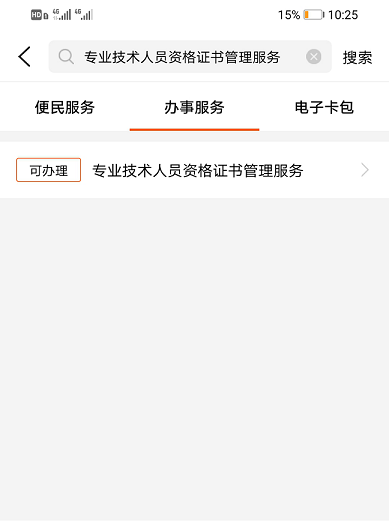 HD 4G 4G 15% 10:25
专业技术人员资格证书管理服务 搜索
便民服务 办事服务 电子卡包
可办理 专业技术人员资格证书管理服务